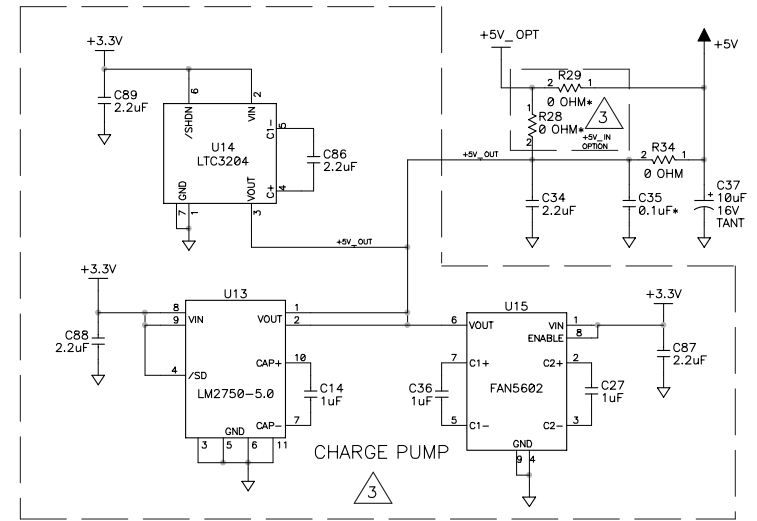 +3.3V
C89
2.2uF
6
2
/SHDN
VIN
U14
LTC3204
C1-
5
C86
2.2uF
C+
4
GND
VOUT
7
1
3
+5V_OUT
+5V_OPT
+5V
R29
2
1
0 OHM*
1
R28
0 OHM*
2
3
+5V_IN
OPTION
+5V_OUT
R34
2
1
0 OHM
C34
2.2uF
C35
0.1uF*
C37
+
10uF
16V
TANT
+3.3V
C88
2.2uF
U13
8
9
VIN
VOUT
1
2
4
/SD
CAP+
10
LM2750-5.0
C14
1uF
CAP-
7
GND
3
5
6
11
U15
6
VOUT
VIN
1
ENABLE
8
+3.3V
C87
2.2uF
7
C1+
C2+
2
C36
1uF
FAN5602
C27
1uF
5
C1-
C2-
3
GND
9
4
CHARGE PUMP
3